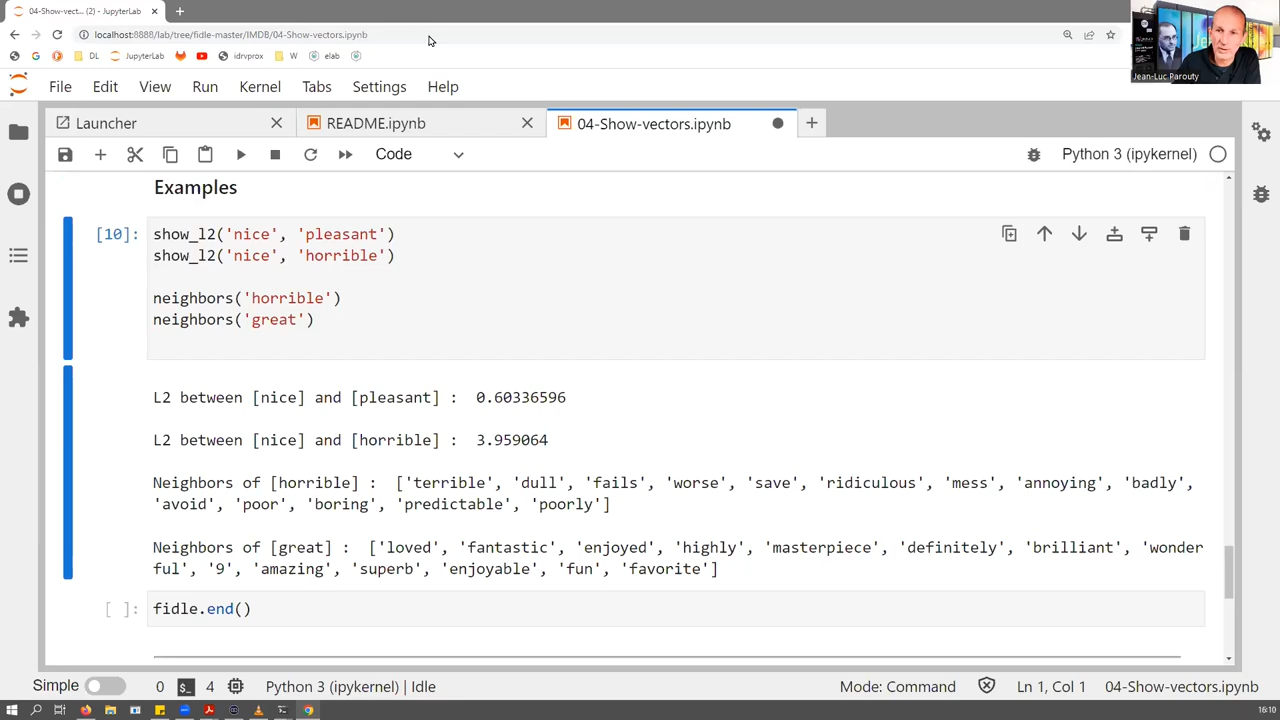 04-Show-vect... (2) - JupyterLab
localhost:8888/lab/tree/fidle-master/IMDB/04-Show-vectors.ipynb
DL JupyterLab idrvprox W elab
Jean-Luc Parouty
File Edit View Run Kernel Tabs Settings Help
Launcher README.ipynb 04-Show-vectors.ipynb
Code Python 3 (ipykernel)
Examples
[10]: show_l2('nice', 'pleasant')
show_l2('nice', 'horrible')
neighbors('horrible')
neighbors('great')
L2 between [nice] and [pleasant] : 0.60336596
L2 between [nice] and [horrible] : 3.959064
Neighbors of [horrible] : ['terrible', 'dull', 'fails', 'worse', 'save', 'ridiculous', 'mess', 'annoying', 'badly',
'avoid', 'poor', 'boring', 'predictable', 'poorly']
Neighbors of [great] : ['loved', 'fantastic', 'enjoyed', 'highly', 'masterpiece', 'definitely', 'brilliant', 'wonder
ful', '9', 'amazing', 'superb', 'enjoyable', 'fun', 'favorite']
[ ]: fidle.end()
Simple 0 4 Python 3 (ipykernel) | Idle Mode: Command Ln 1, Col 1 04-Show-vectors.ipynb
16:10